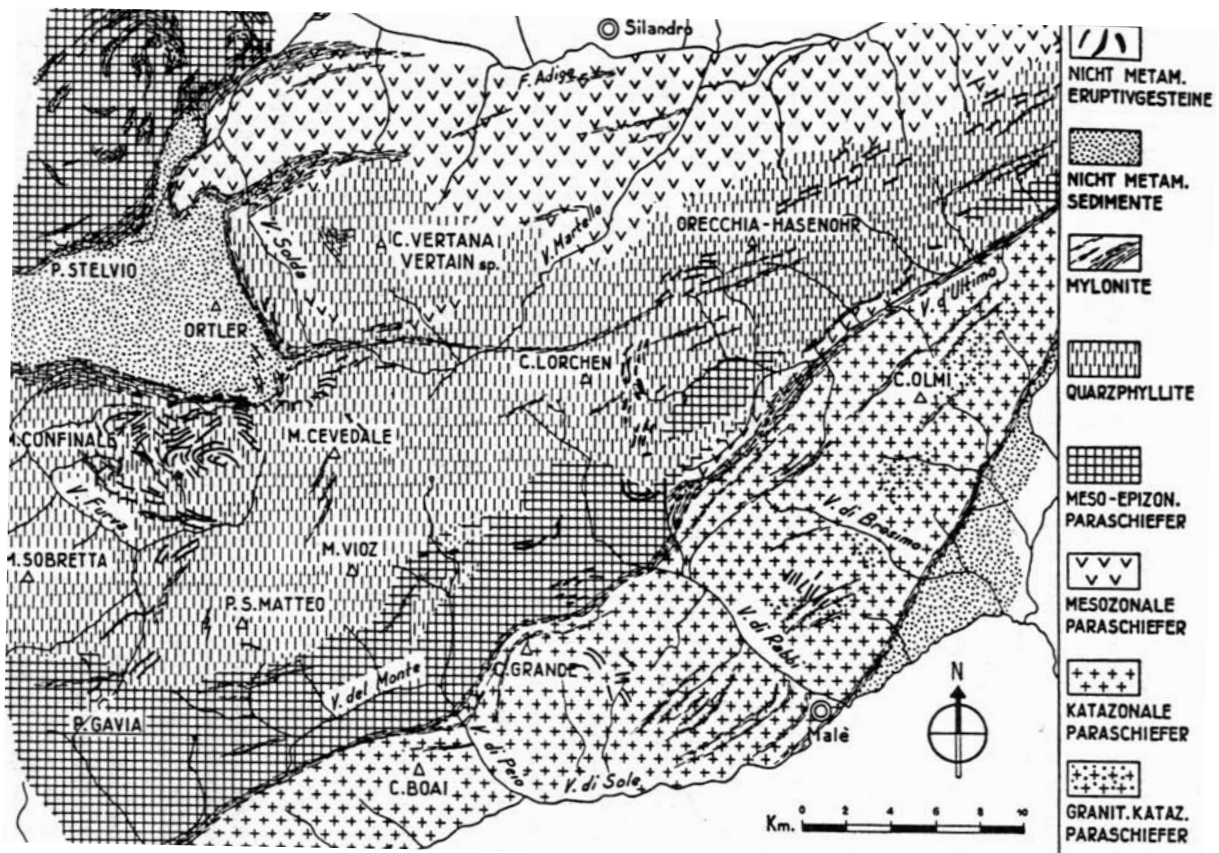 Silandro
F. Adige
P. STELVIO
V. Solda
C. VERTANA
VERTAIN sp.
V. Martello
ORECCHIA-HASENOHR
ORTLER
V. d'Ultimo
C. LORCHEN
C. OLMI
M. CONFINALE
M. CEVEDALE
V. Furva
V. di Bresimo
M. SOBRETTA
M. VIOZ
P. S. MATTEO
V. di Rabbi
C. GRANDE
V. del Monte
P. GAVIA
Malè
V. di Peio
C. BOAI
V. di Sole
N
Km. 0 2 4 6 8 10
NICHT METAM.
ERUPTIVGESTEINE
NICHT METAM.
SEDIMENTE
MYLONITE
QUARZPHYLLITE
MESO-EPIZON.
PARASCHIEFER
MESOZONALE
PARASCHIEFER
KATAZONALE
PARASCHIEFER
GRANIT. KATAZ.
PARASCHIEFER